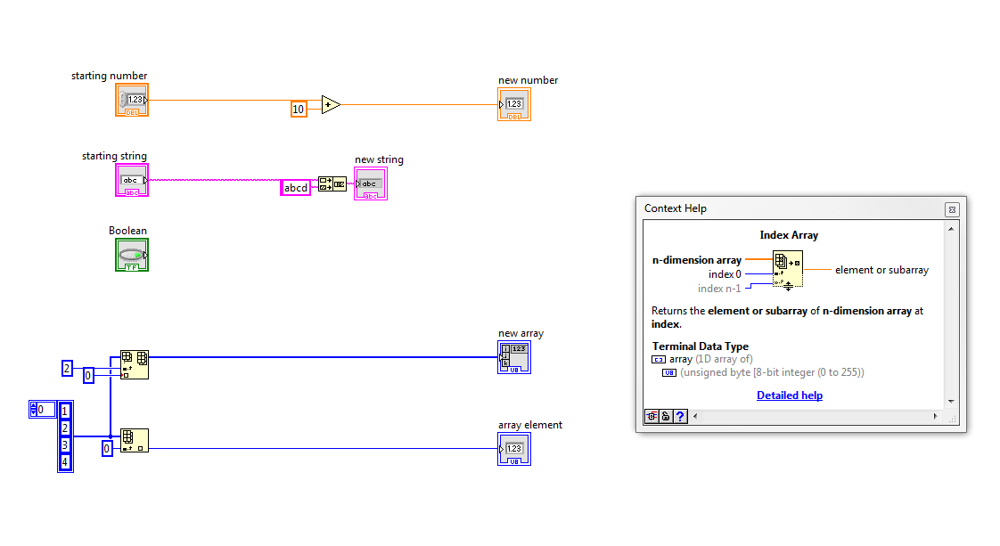 starting number
1.23
DBL
10
+
new number
1.23
DBL
starting string
abc
abc
abcd
new string
abc
abc
Boolean
TF
2
0
new array
i 123
j
k
U8
0
1
2
3
4
0
array element
1.23
U8
Context Help
Index Array
n-dimension array
index 0
index n-1
element or subarray
Returns the element or subarray of n-dimension array at
index.
Terminal Data Type
array (1D array of)
U8 (unsigned byte [8-bit integer (0 to 255)])
Detailed help
?